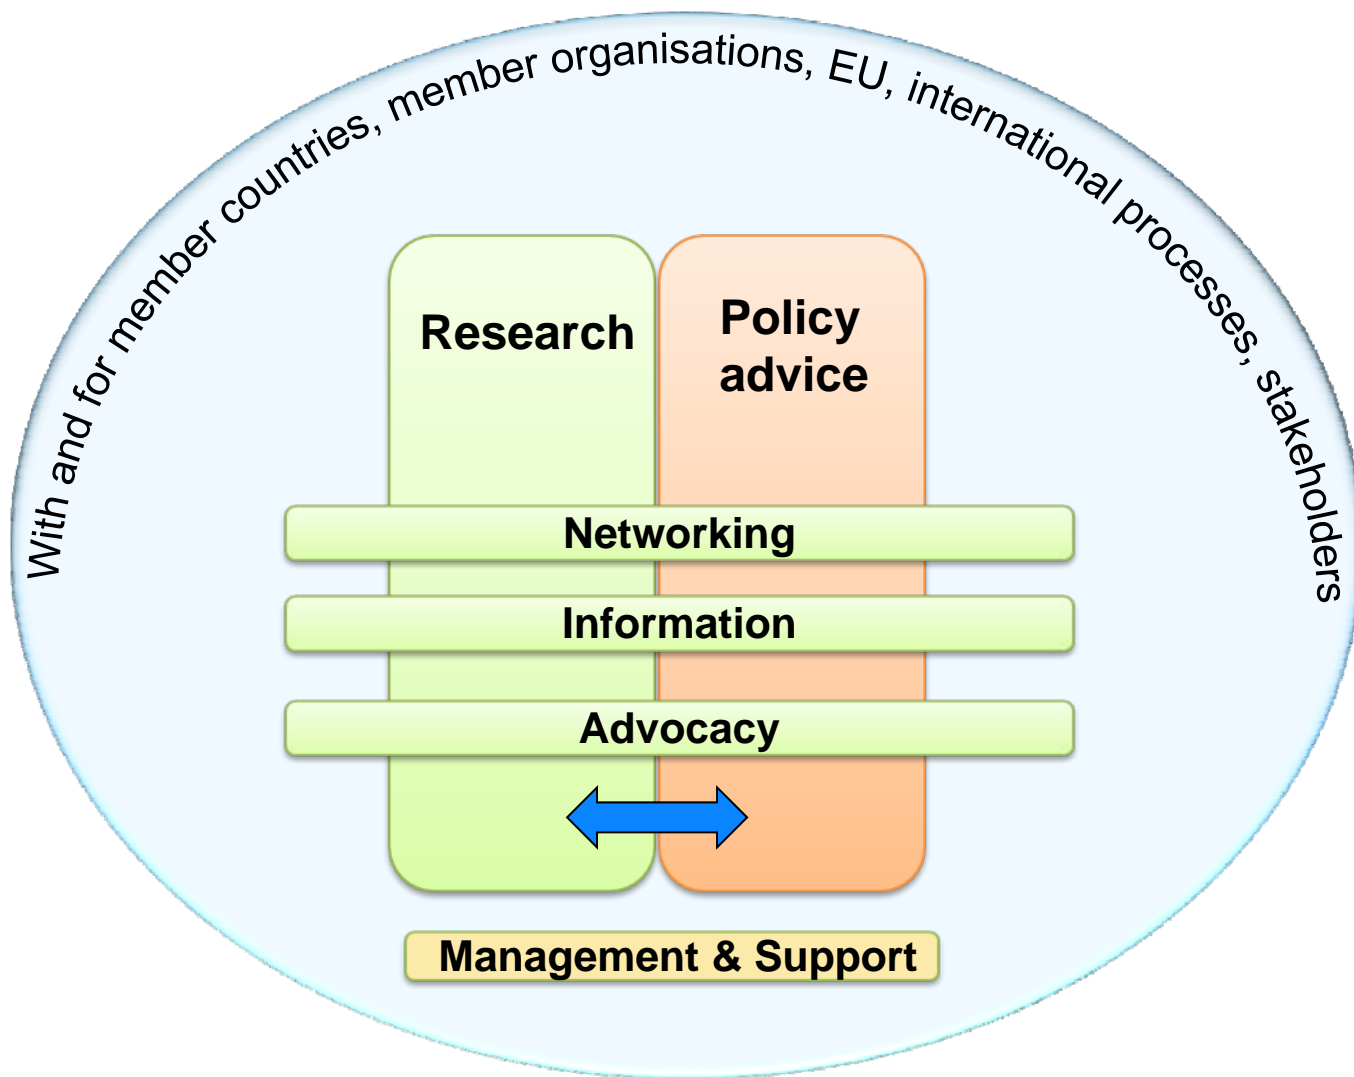 With and for member countries, member organisations, EU, international processes, stakeholders
Research
Policy
advice
Networking
Information
Advocacy
Management & Support